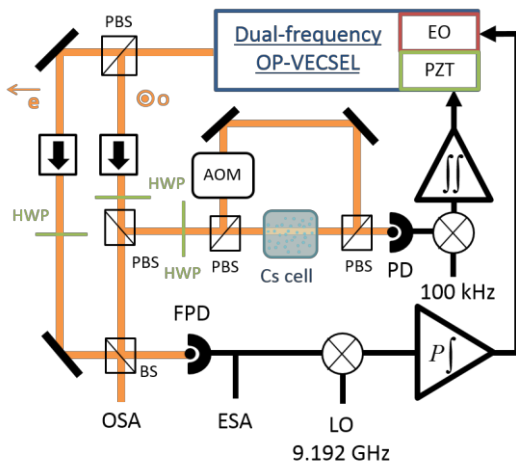 PBS
Dual-frequency
OP-VECSEL
EO
PZT
e
o
HWP
AOM
∫∫
HWP
PBS
HWP
PBS
Cs cell
PBS
PD
100 kHz
FPD
BS
P∫
OSA
ESA
LO
9.192 GHz